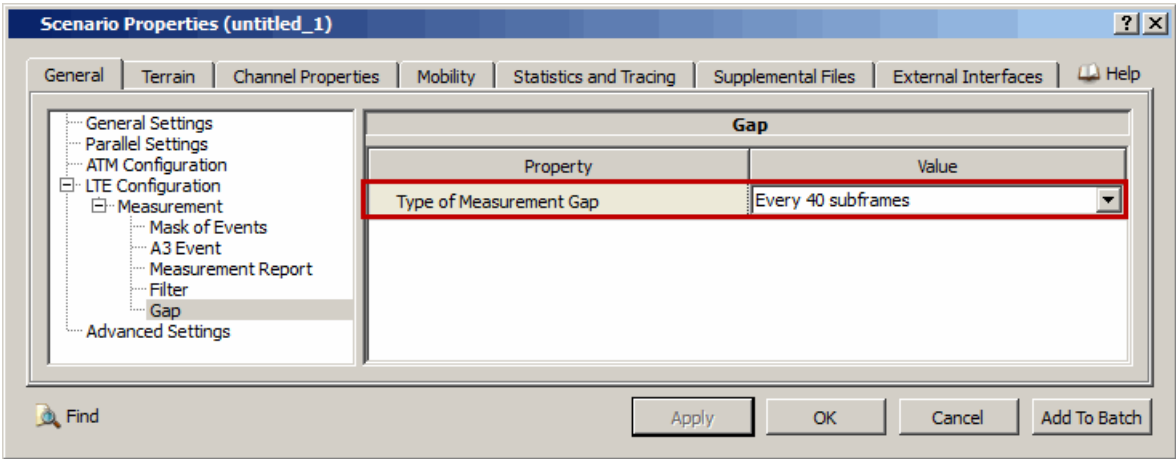 Scenario Properties (untitled_1)
General Terrain Channel Properties Mobility Statistics and Tracing Supplemental Files External Interfaces Help
General Settings
Parallel Settings
ATM Configuration
LTE Configuration
Measurement
Mask of Events
A3 Event
Measurement Report
Filter
Gap
Advanced Settings
Gap
Property Value
Type of Measurement Gap Every 40 subframes
Find Apply OK Cancel Add To Batch